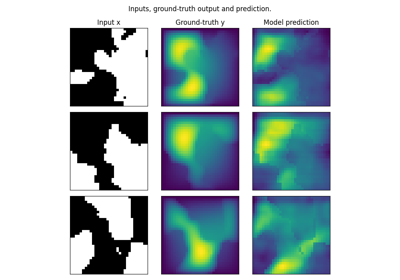 Inputs, ground-truth output and prediction.
Input x
Ground-truth y
Model prediction